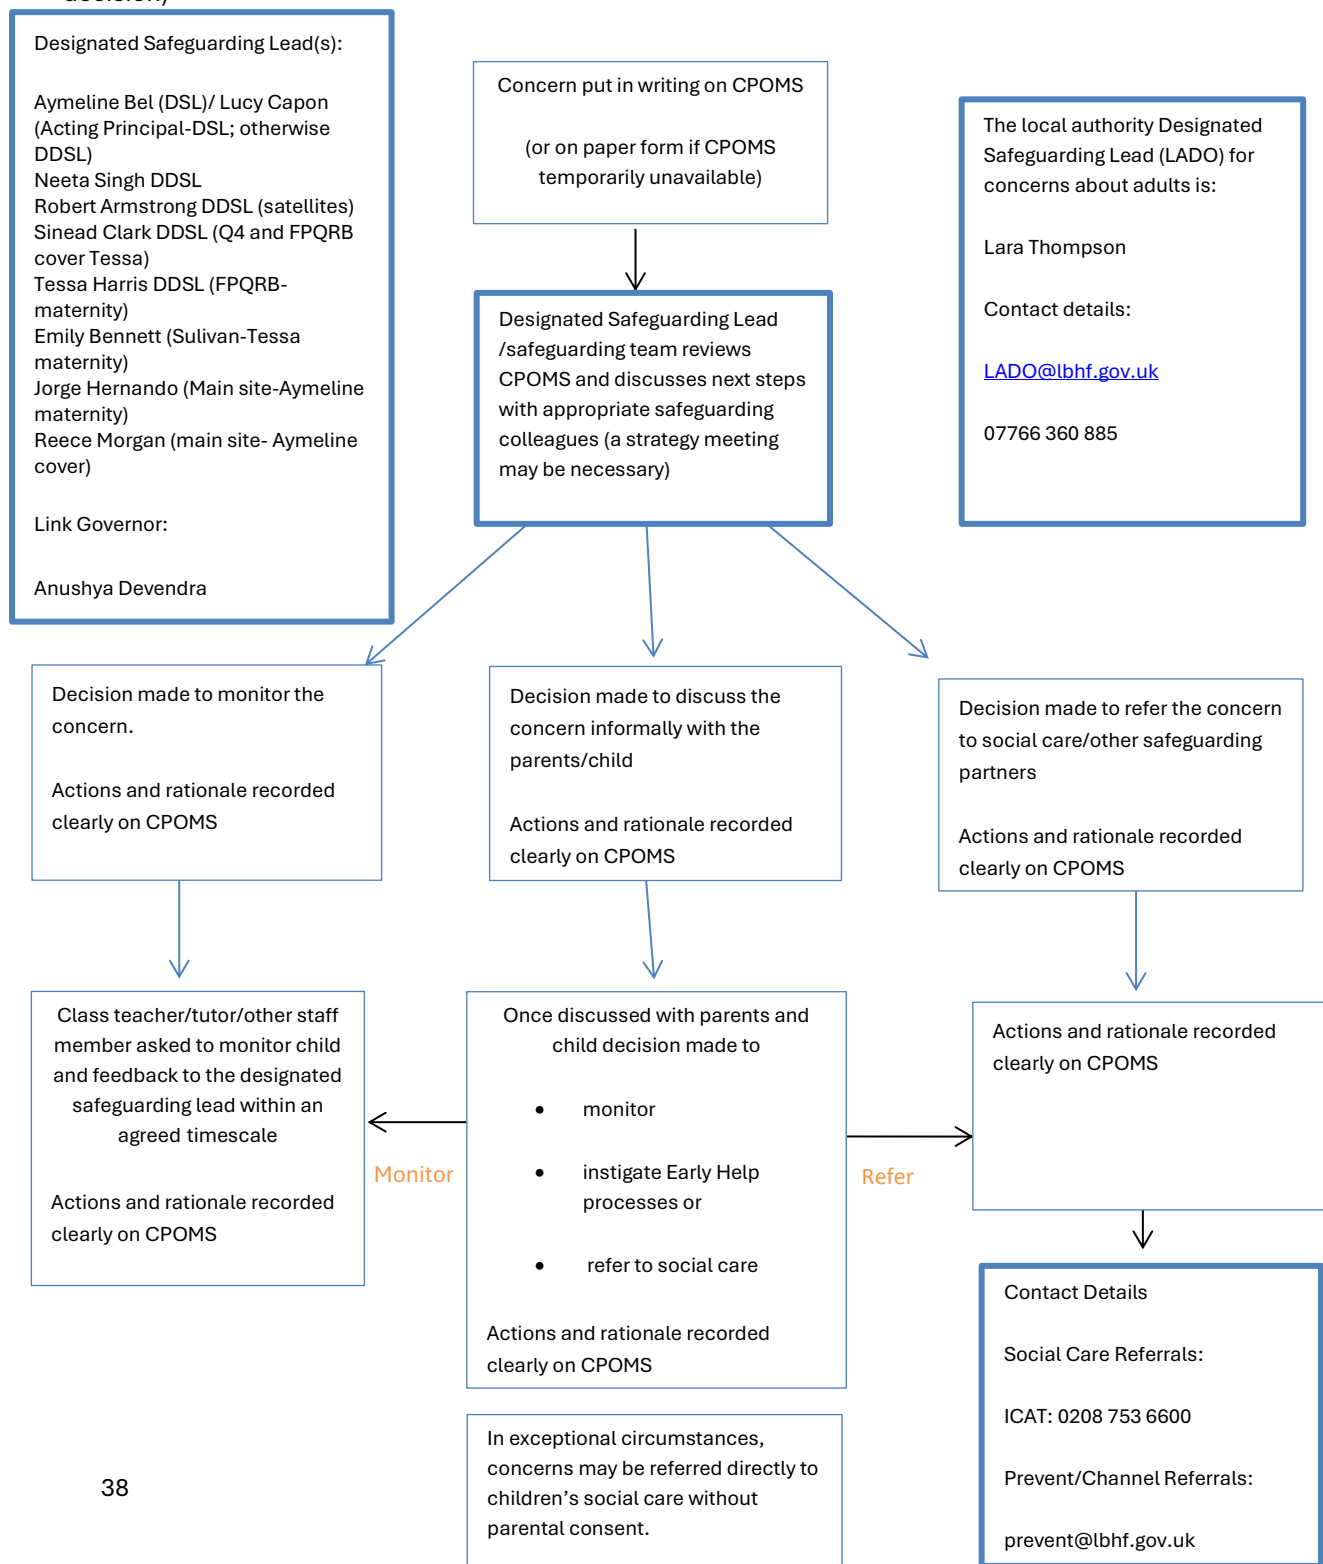 Designated Safeguarding Lead(s):
Aymeline Bel (DSL)/ Lucy Capon
(Acting Principal-DSL; otherwise
DDSL)
Neeta Singh DDSL
Robert Armstrong DDSL (satellites)
Sinead Clark DDSL (Q4 and FPQRB
cover Tessa)
Tessa Harris DDSL (FPQRB-
maternity)
Emily Bennett (Sulivan-Tessa
maternity)
Jorge Hernando (Main site-Aymeline
maternity)
Reece Morgan (main site- Aymeline
cover)
Link Governor:
Anushya Devendra
Concern put in writing on CPOMS
(or on paper form if CPOMS
temporarily unavailable)
The local authority Designated
Safeguarding Lead (LADO) for
concerns about adults is:
Lara Thompson
Contact details:
LADO@lbhf.gov.uk
07766 360 885
Designated Safeguarding Lead
/safeguarding team reviews
CPOMS and discusses next steps
with appropriate safeguarding
colleagues (a strategy meeting
may be necessary)
Decision made to monitor the
concern.
Actions and rationale recorded
clearly on CPOMS
Decision made to discuss the
concern informally with the
parents/child
Actions and rationale recorded
clearly on CPOMS
Decision made to refer the concern
to social care/other safeguarding
partners
Actions and rationale recorded
clearly on CPOMS
Class teacher/tutor/other staff
member asked to monitor child
and feedback to the designated
safeguarding lead within an
agreed timescale
Actions and rationale recorded
clearly on CPOMS
Monitor
Once discussed with parents and
child decision made to
• monitor
• instigate Early Help
processes or
• refer to social care
Actions and rationale recorded
clearly on CPOMS
Refer
Actions and rationale recorded
clearly on CPOMS
Contact Details
Social Care Referrals:
ICAT: 0208 753 6600
Prevent/Channel Referrals:
prevent@lbhf.gov.uk
In exceptional circumstances,
concerns may be referred directly to
children’s social care without
parental consent.
38